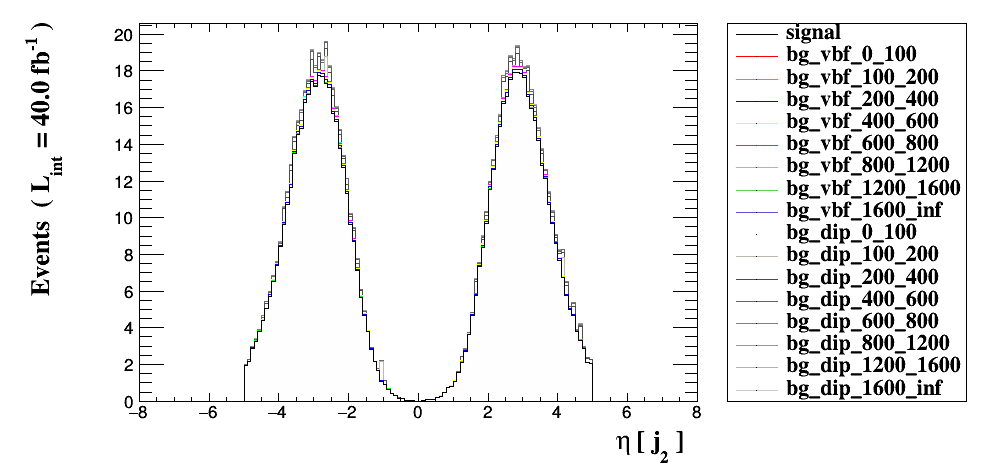 Events ( L_int = 40.0 fb^-1 )
20
18
16
14
12
10
8
6
4
2
0
−8 −6 −4 −2 0 2 4 6 8
η [ j_2 ]
signal
bg_vbf_0_100
bg_vbf_100_200
bg_vbf_200_400
bg_vbf_400_600
bg_vbf_600_800
bg_vbf_800_1200
bg_vbf_1200_1600
bg_vbf_1600_inf
bg_dip_0_100
bg_dip_100_200
bg_dip_200_400
bg_dip_400_600
bg_dip_600_800
bg_dip_800_1200
bg_dip_1200_1600
bg_dip_1600_inf